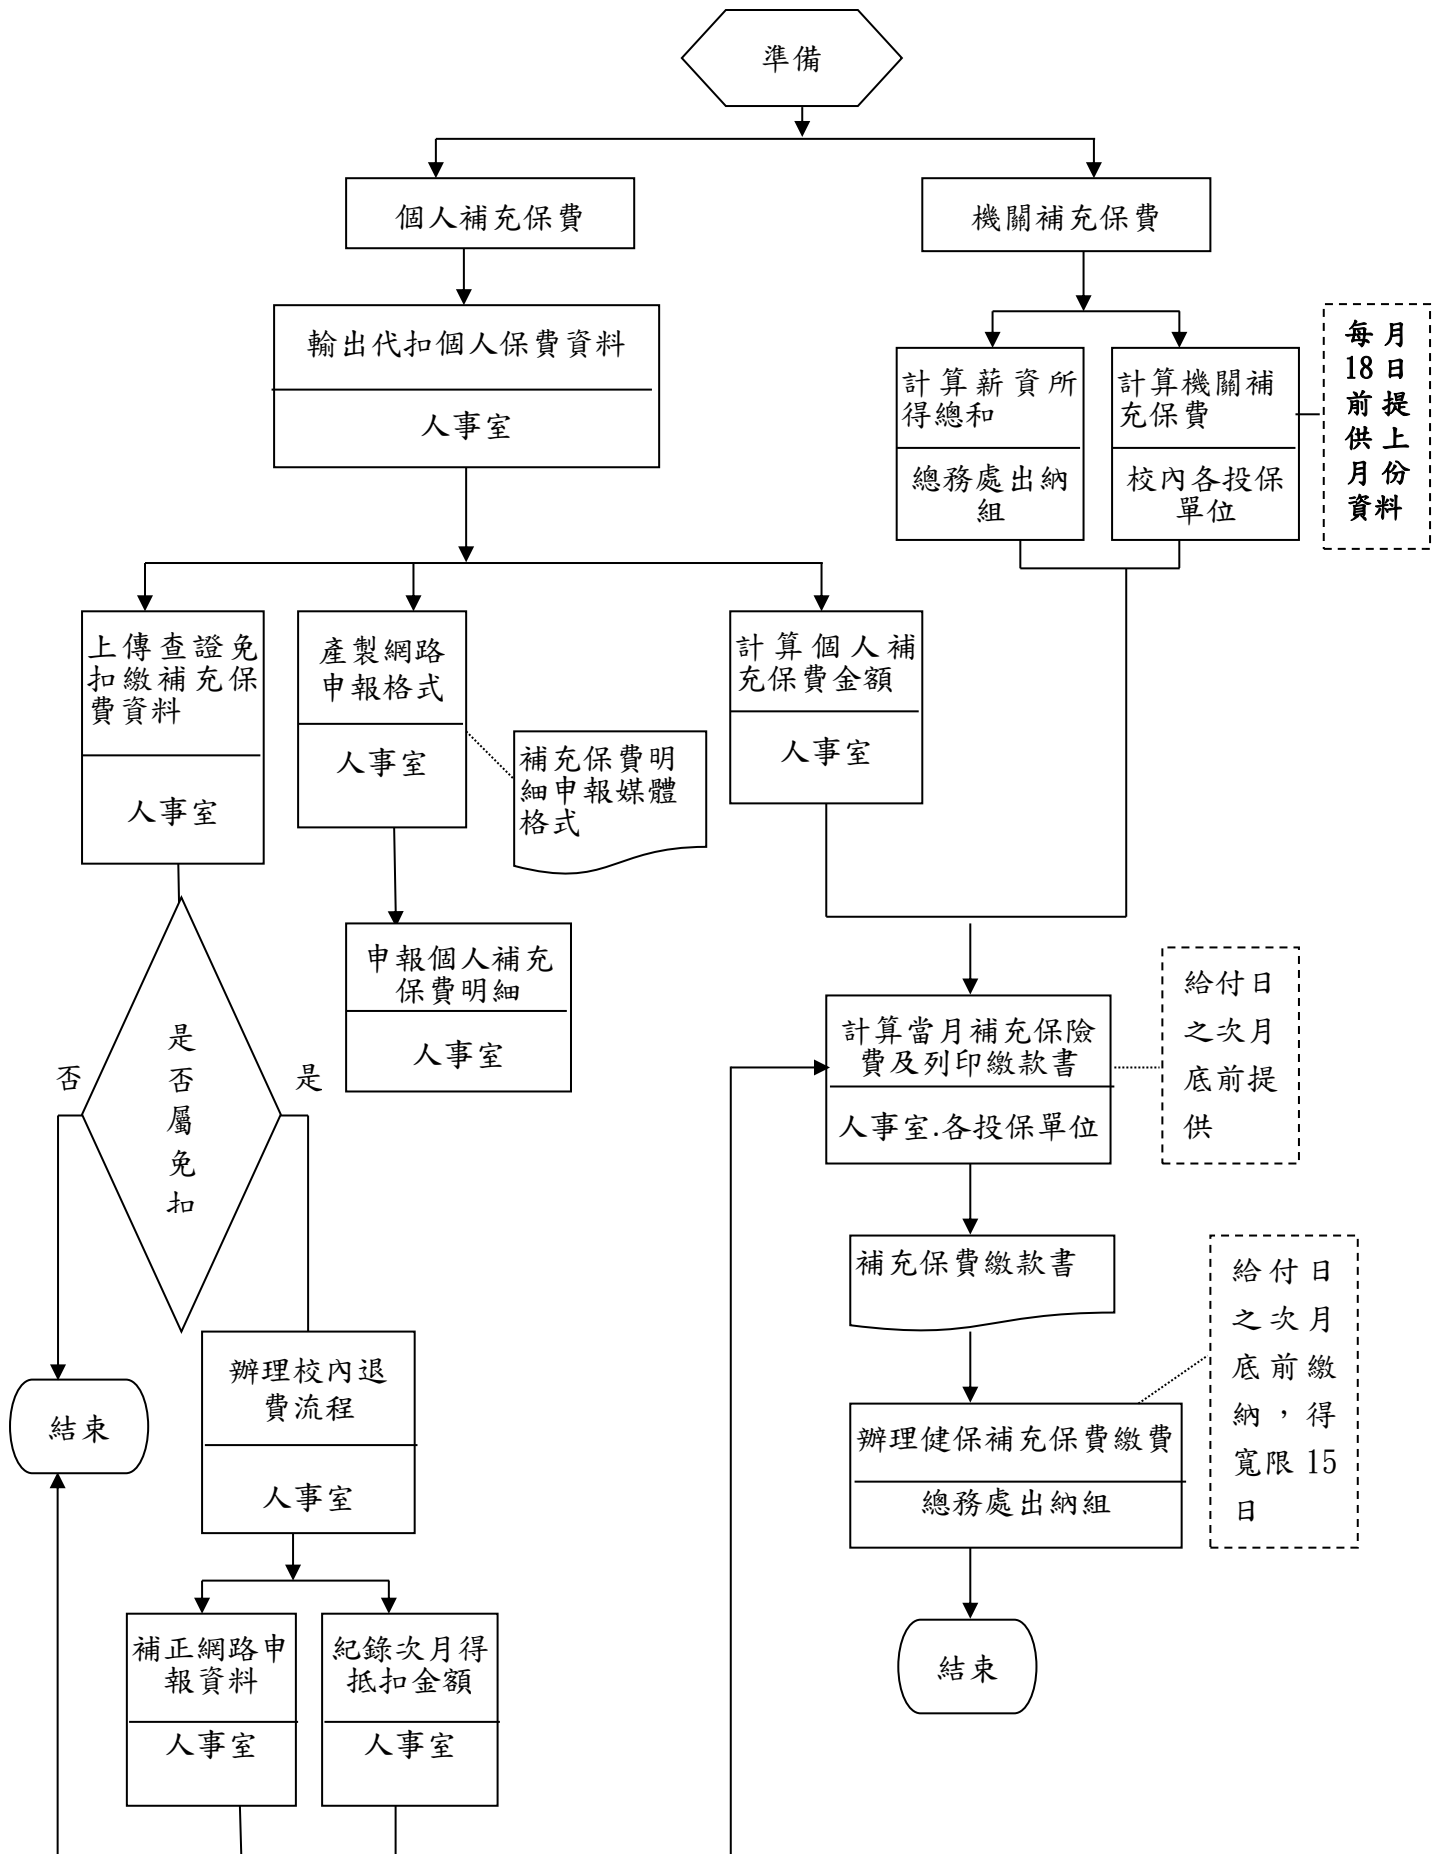 準備
個人補充保費
機關補充保費
輸出代扣個人保費資料
人事室
計算薪資所
得總和
總務處出納
組
計算機關補
充保費
校內各投保
單位
每月
18日
前提
供上
月份
資料
上傳查證免
扣繳補充保
費資料
人事室
產製網路
申報格式
人事室
補充保費明
細申報媒體
格式
計算個人補
充保費金額
人事室
申報個人補充
保費明細
人事室
是
否
屬
免
扣
否
是
計算當月補充保險
費及列印繳款書
人事室.各投保單位
給付日
之次月
底前提
供
補充保費繳款書
給付日
之次月
底前繳
納，得
寬限15
日
辦理健保補充保費繳費
總務處出納組
結束
辦理校內退
費流程
人事室
補正網路申
報資料
人事室
紀錄次月得
抵扣金額
人事室
結束